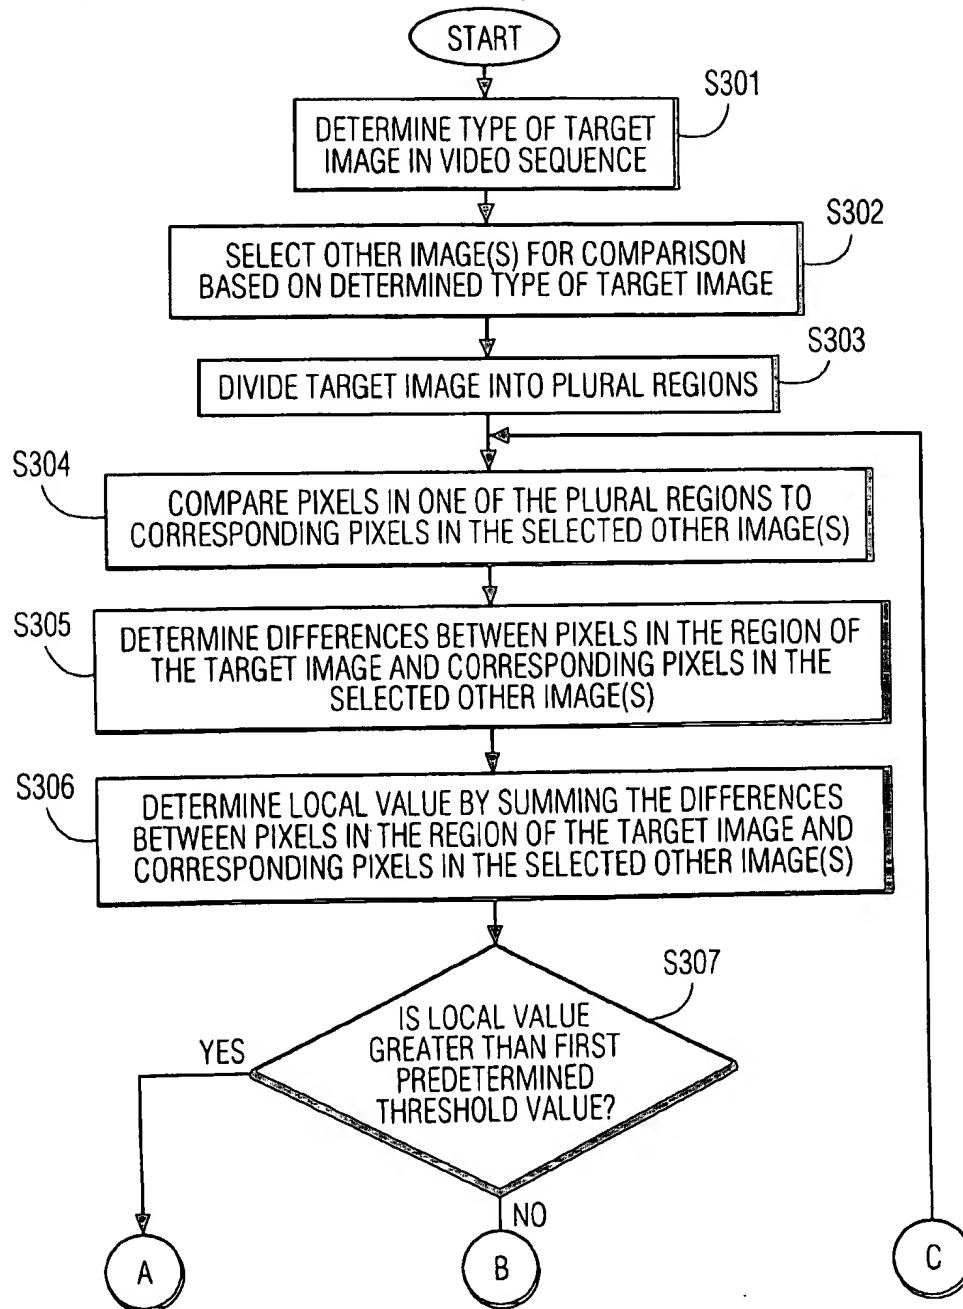 START
S301
DETERMINE TYPE OF TARGET
IMAGE IN VIDEO SEQUENCE
S302
SELECT OTHER IMAGE(S) FOR COMPARISON
BASED ON DETERMINED TYPE OF TARGET IMAGE
S303
DIVIDE TARGET IMAGE INTO PLURAL REGIONS
S304
COMPARE PIXELS IN ONE OF THE PLURAL REGIONS TO
CORRESPONDING PIXELS IN THE SELECTED OTHER IMAGE(S)
S305
DETERMINE DIFFERENCES BETWEEN PIXELS IN THE REGION OF
THE TARGET IMAGE AND CORRESPONDING PIXELS IN THE
SELECTED OTHER IMAGE(S)
S306
DETERMINE LOCAL VALUE BY SUMMING THE DIFFERENCES
BETWEEN PIXELS IN THE REGION OF THE TARGET IMAGE AND
CORRESPONDING PIXELS IN THE SELECTED OTHER IMAGE(S)
S307
IS LOCAL VALUE
GREATER THAN FIRST
PREDETERMINED
THRESHOLD VALUE?
YES
NO
A
B
C